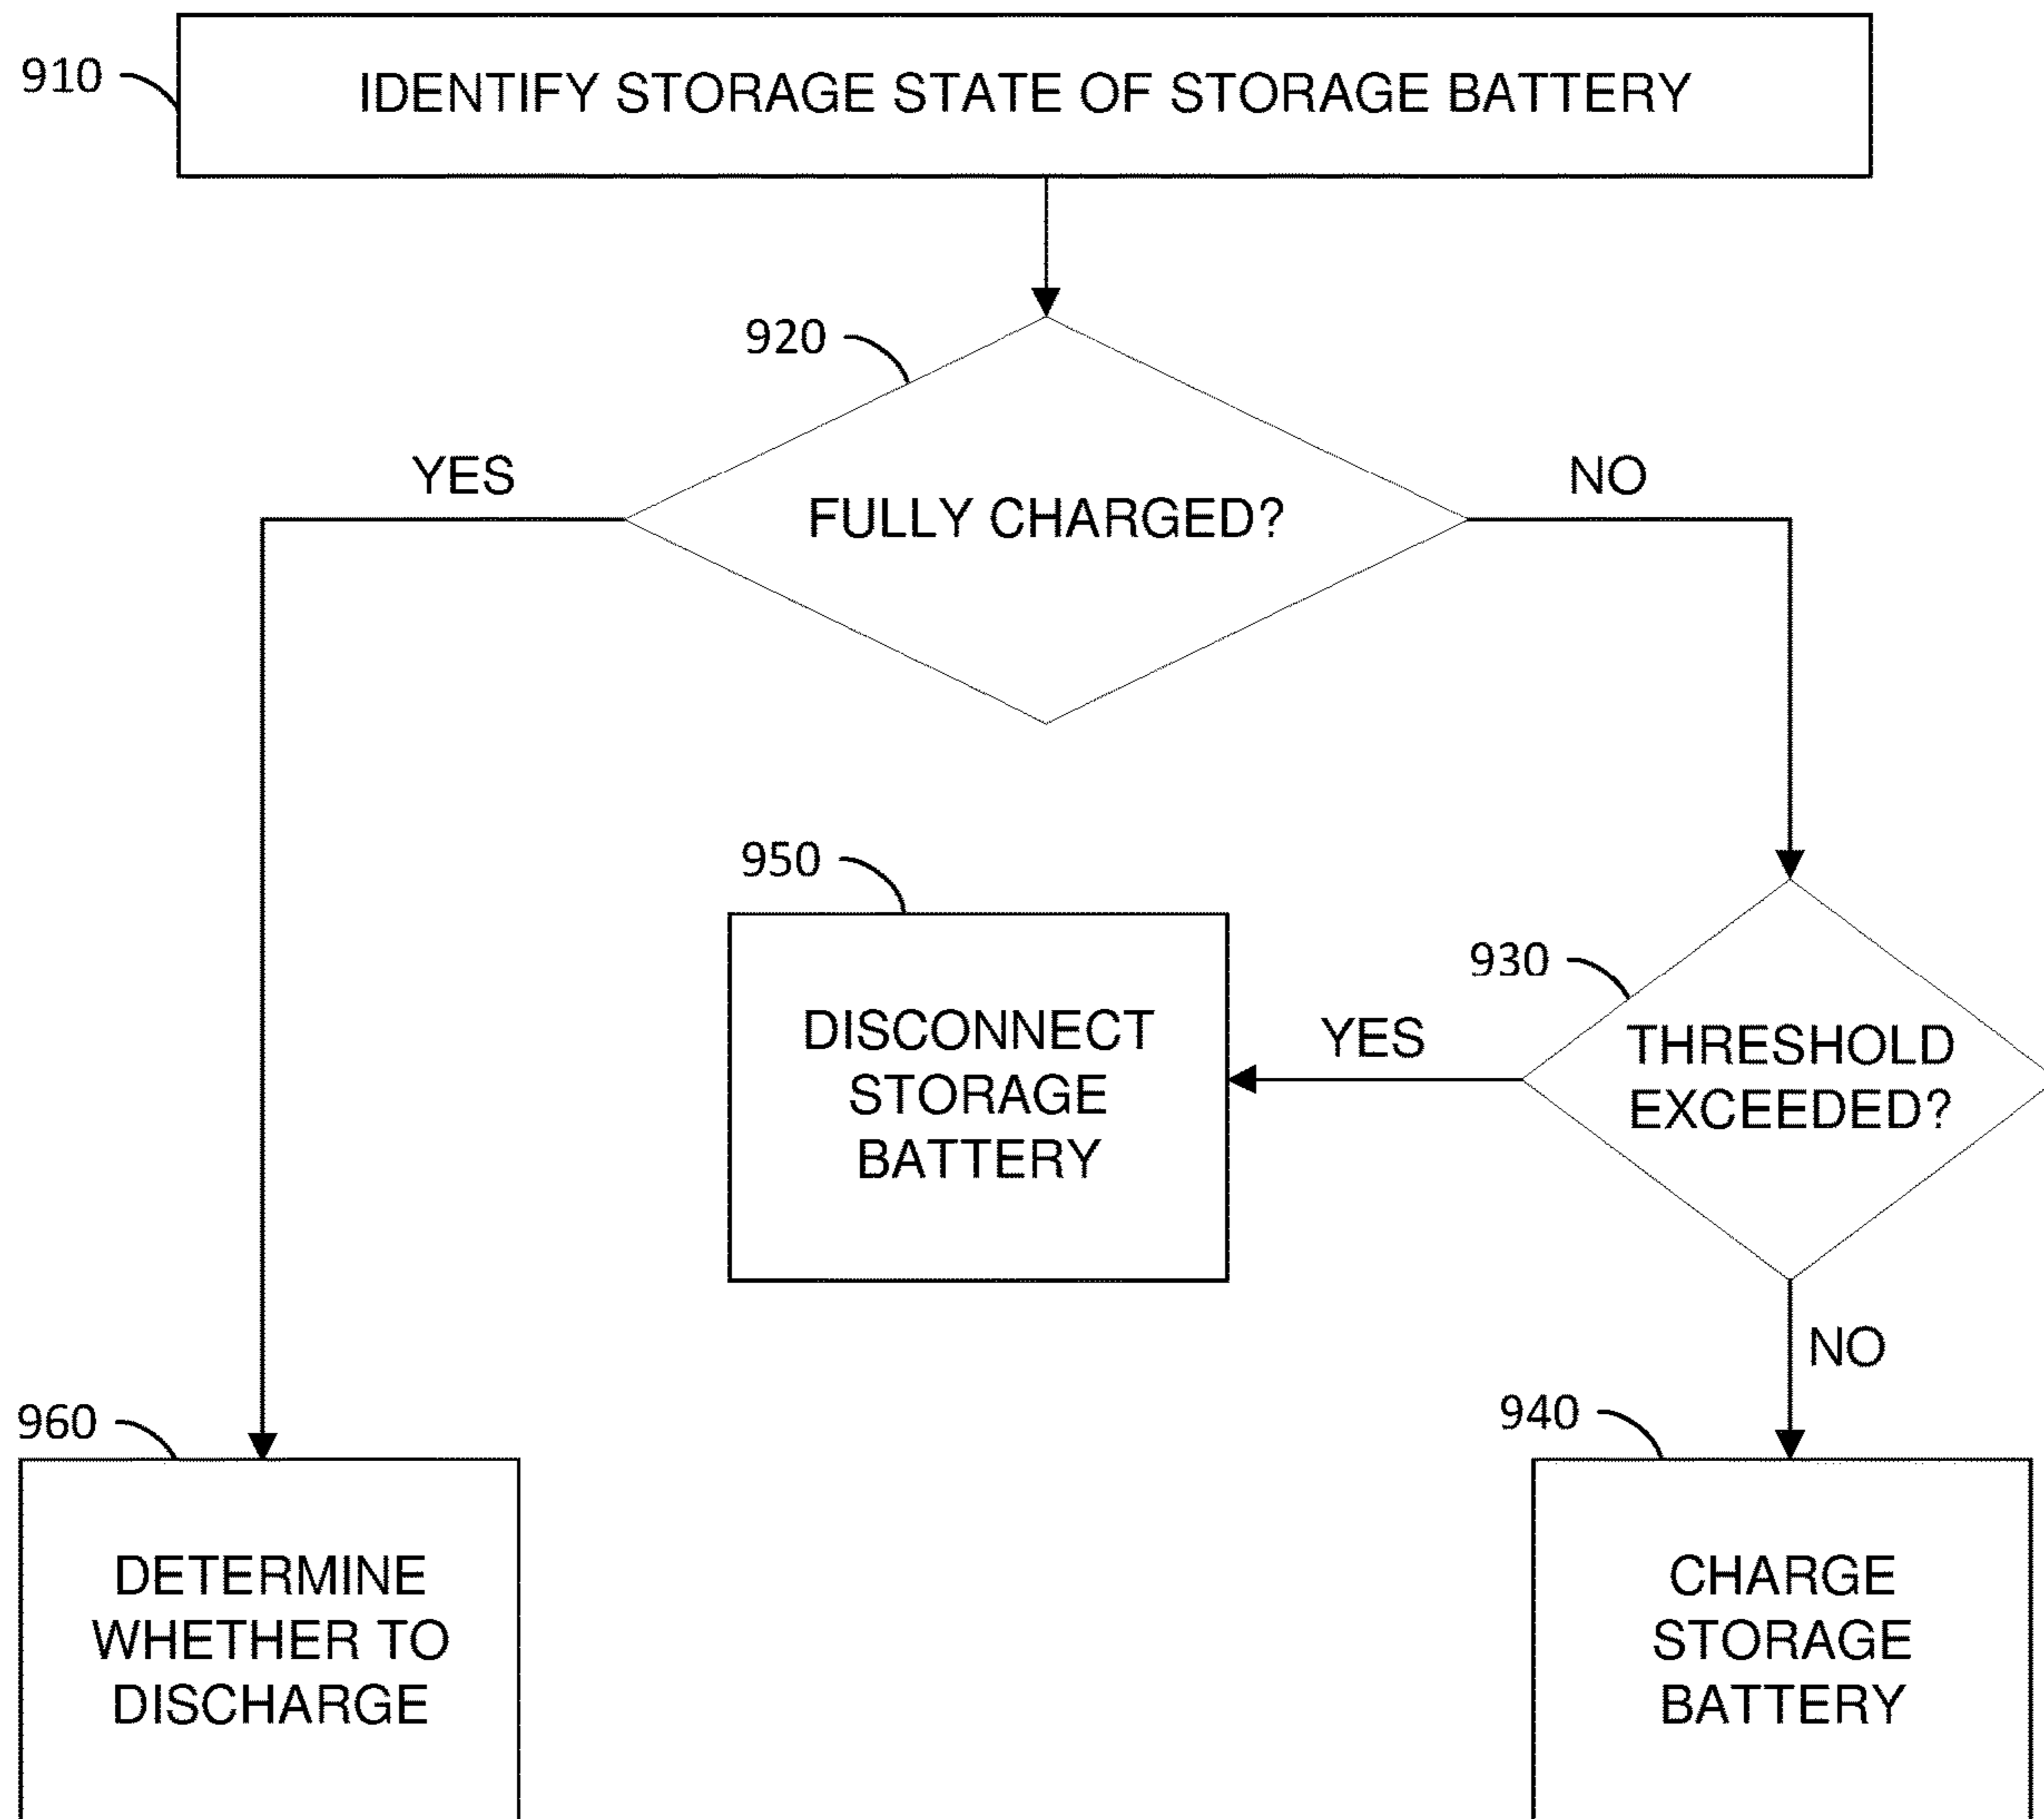 910
IDENTIFY STORAGE STATE OF STORAGE BATTERY
920
YES
NO
FULLY CHARGED?
950
930
DISCONNECT
STORAGE
BATTERY
YES
THRESHOLD
EXCEEDED?
NO
960
940
DETERMINE
WHETHER TO
DISCHARGE
CHARGE
STORAGE
BATTERY